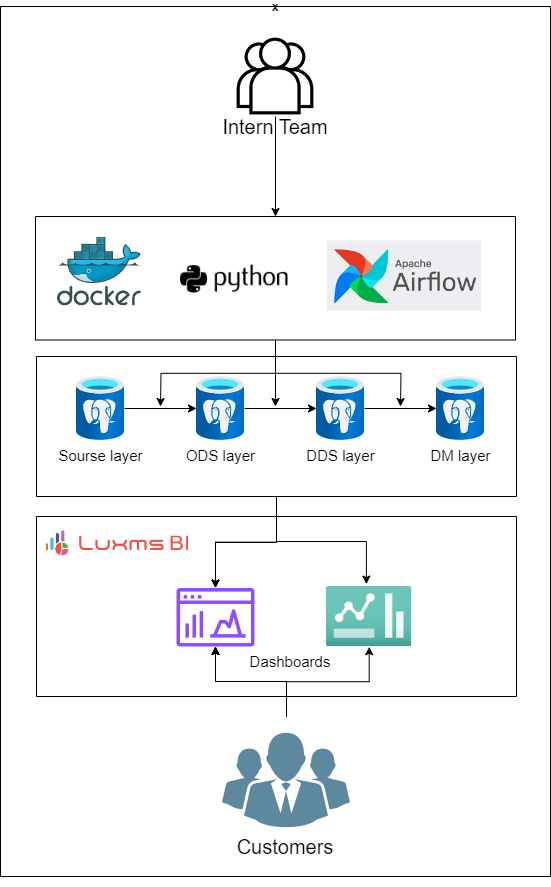 x
Intern Team
docker
python
Apache
Airflow
Sourse layer
ODS layer
DDS layer
DM layer
Luxms BI
Dashboards
Customers